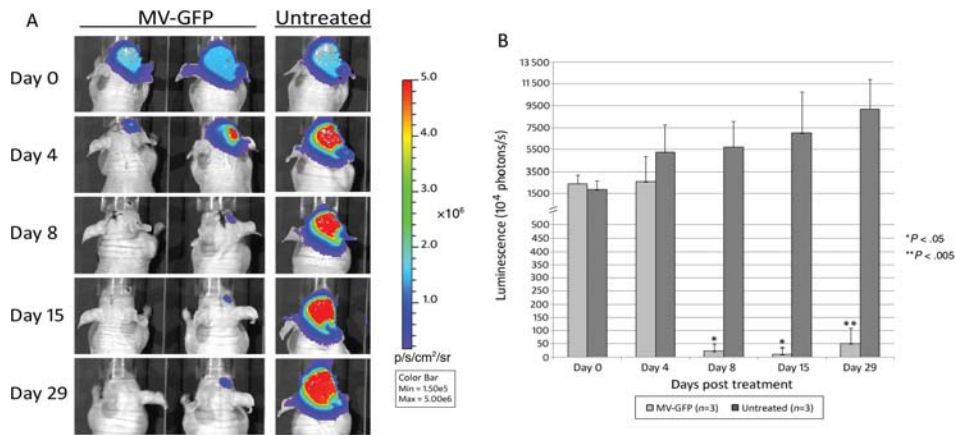 A
MV-GFP
Untreated
Day 0
Day 4
Day 8
Day 15
Day 29
5.0
4.0
3.0
×10⁶
2.0
1.0
p/s/cm²/sr
Color Bar
Min = 1.50e5
Max = 5.00e6
B
Luminescence (10⁴ photons/s)
13 500
11 500
9500
7500
5500
3500
1500
500
450
400
350
300
250
200
150
100
50
0
*
*
**
Day 0
Day 4
Day 8
Day 15
Day 29
Days post treatment
MV-GFP (n=3)
Untreated (n=3)
*P < .05
**P < .005